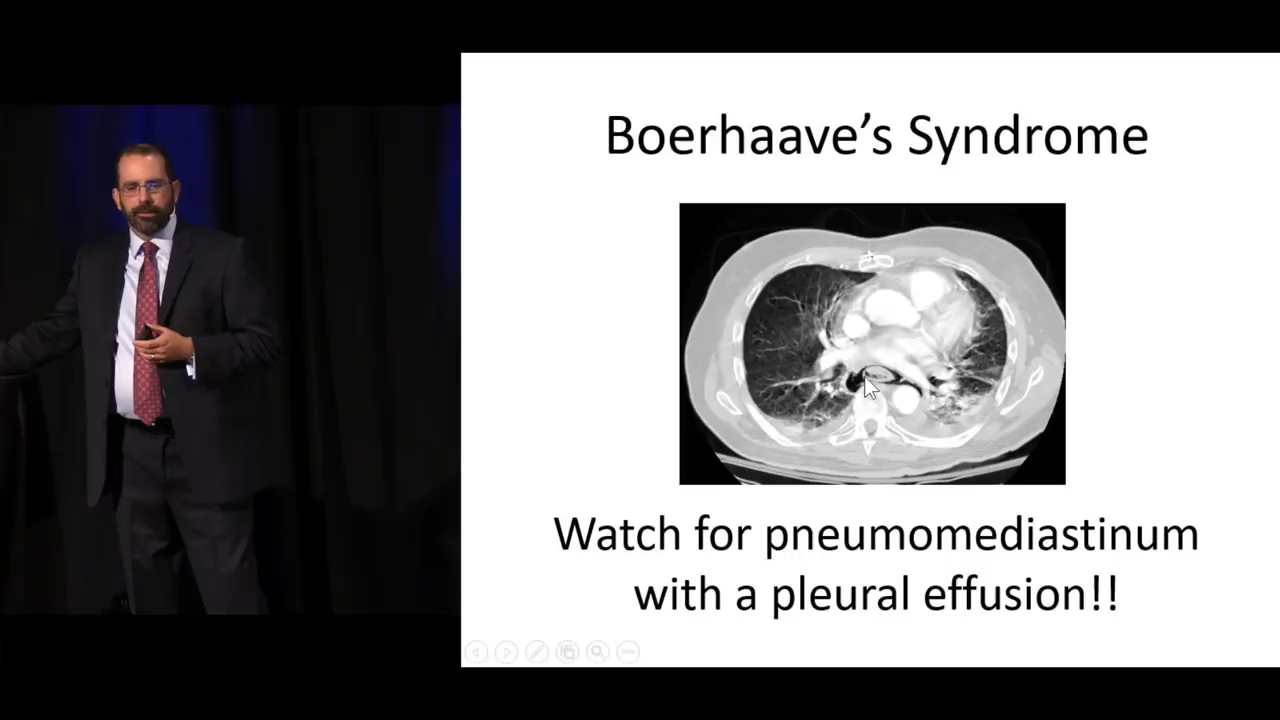 Boerhaave's Syndrome
Watch for pneumomediastinum
with a pleural effusion!!